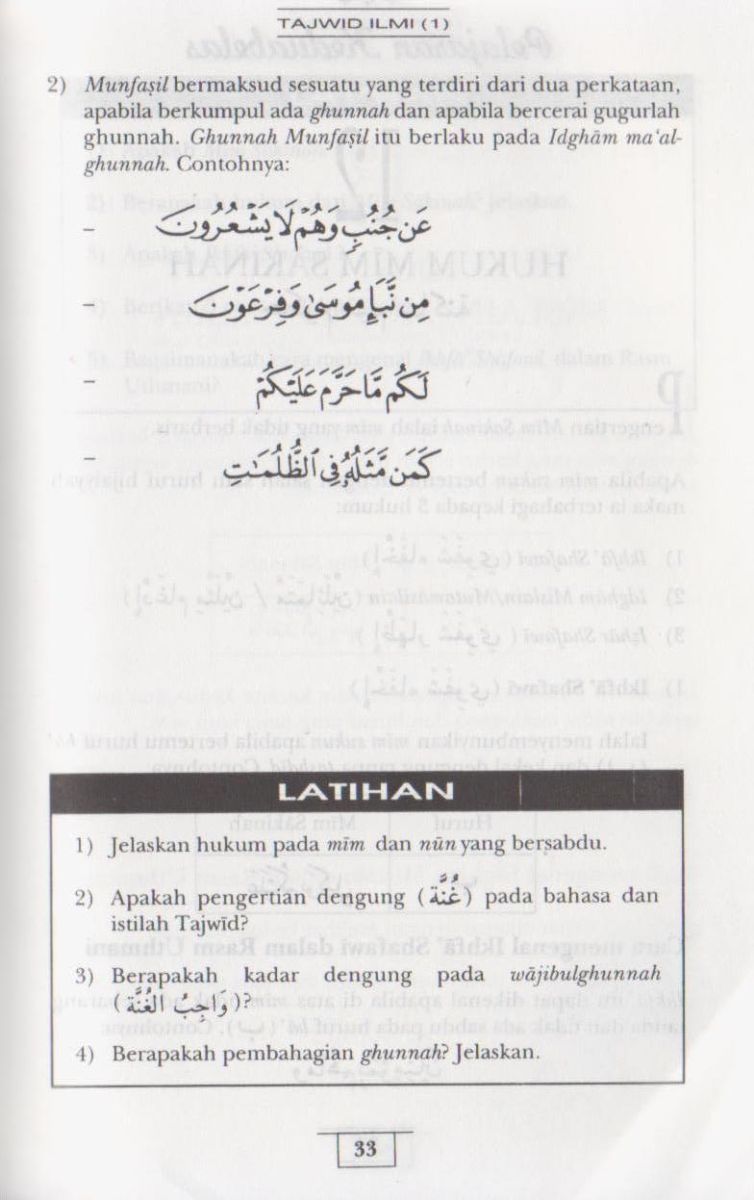 TAJWID ILMI (1)
2) Munfaṣil bermaksud sesuatu yang terdiri dari dua perkataan,
apabila berkumpul ada ghunnah dan apabila bercerai gugurlah
ghunnah. Ghunnah Munfaṣil itu berlaku pada Idghām ma‘al-
ghunnah. Contohnya:
– عَن جُنُبٍ وَهُمْ لَا يَشْعُرُونَ
– مِن نَّبَإِ مُوسَىٰ وَفِرْعَوْنَ
– لَكُم مَّا حَرَّمَ عَلَيْكُمْ
– كَمَن مَّثَلُهُۥ فِى ٱلظُّلُمَٰتِ
LATIHAN
1) Jelaskan hukum pada mīm dan nūn yang bersabdu.
2) Apakah pengertian dengung (غُنَّة) pada bahasa dan
istilah Tajwīd?
3) Berapakah kadar dengung pada wājibulghunnah
(وَاجِبُ الغُنَّة)?
4) Berapakah pembahagian ghunnah? Jelaskan.
33